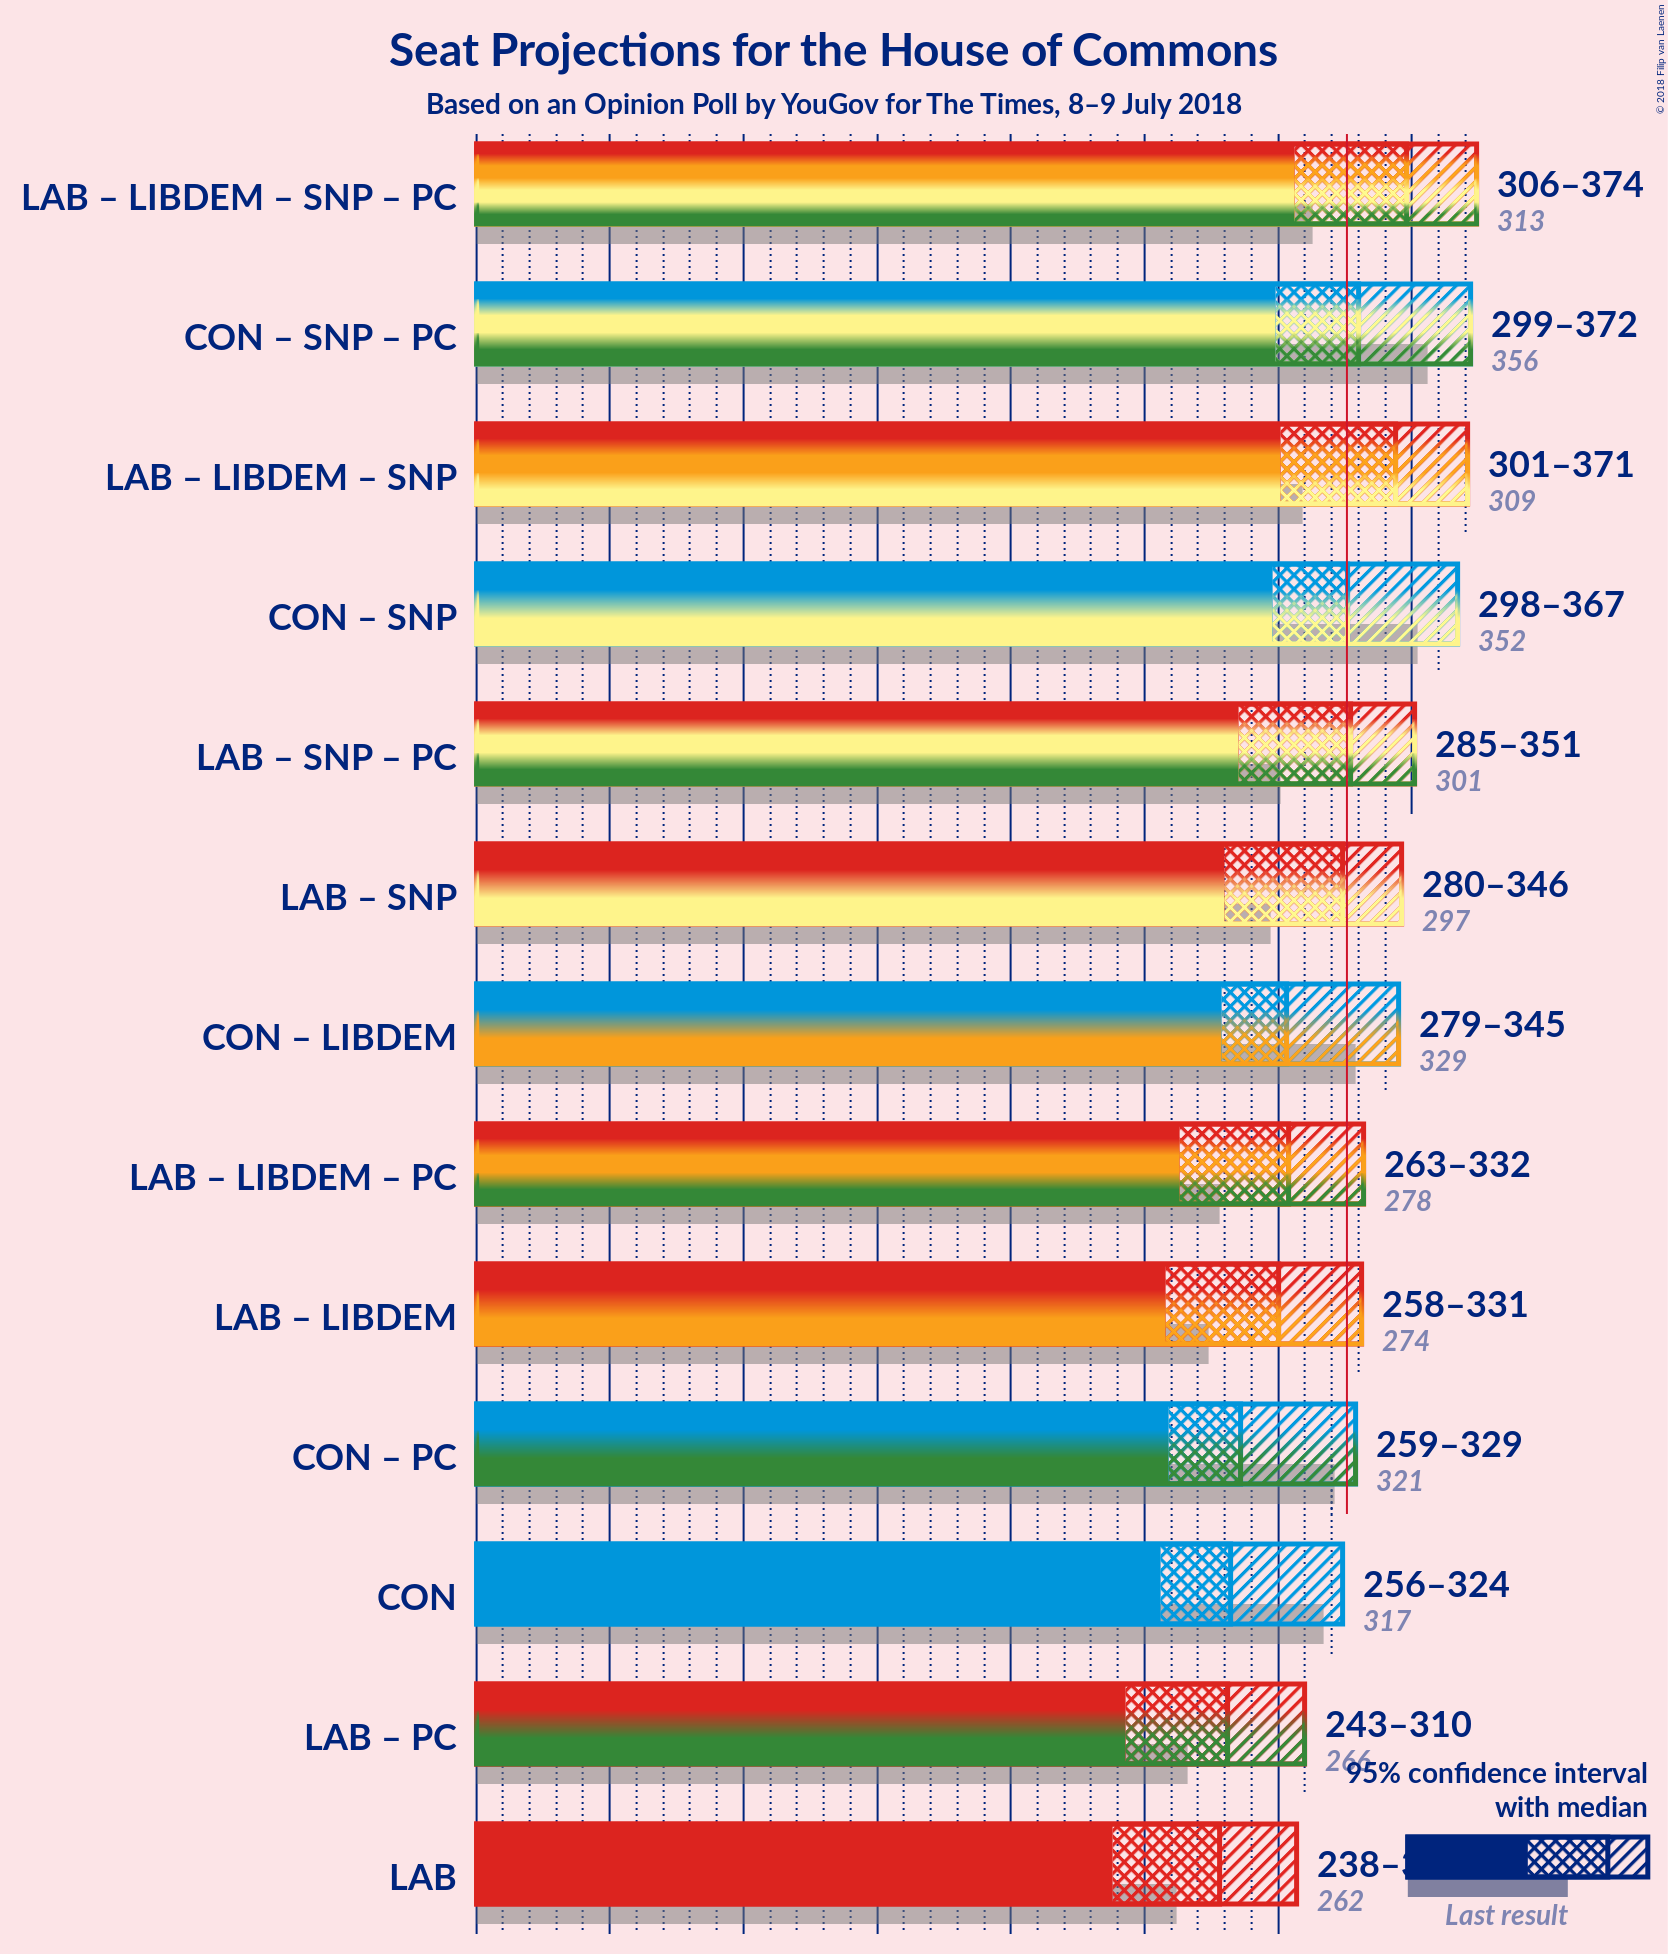 © 2018 Filip van Laenen
Seat Projections for the House of Commons
Based on an Opinion Poll by YouGov for The Times, 8–9 July 2018
LAB – LIBDEM – SNP – PC
306–374
313
CON – SNP – PC
299–372
356
LAB – LIBDEM – SNP
301–371
309
CON – SNP
298–367
352
LAB – SNP – PC
285–351
301
LAB – SNP
280–346
297
CON – LIBDEM
279–345
329
LAB – LIBDEM – PC
263–332
278
LAB – LIBDEM
258–331
274
CON – PC
259–329
321
CON
256–324
317
LAB – PC
243–310
266
95% confidence interval
with median
LAB
238–
262
Last result